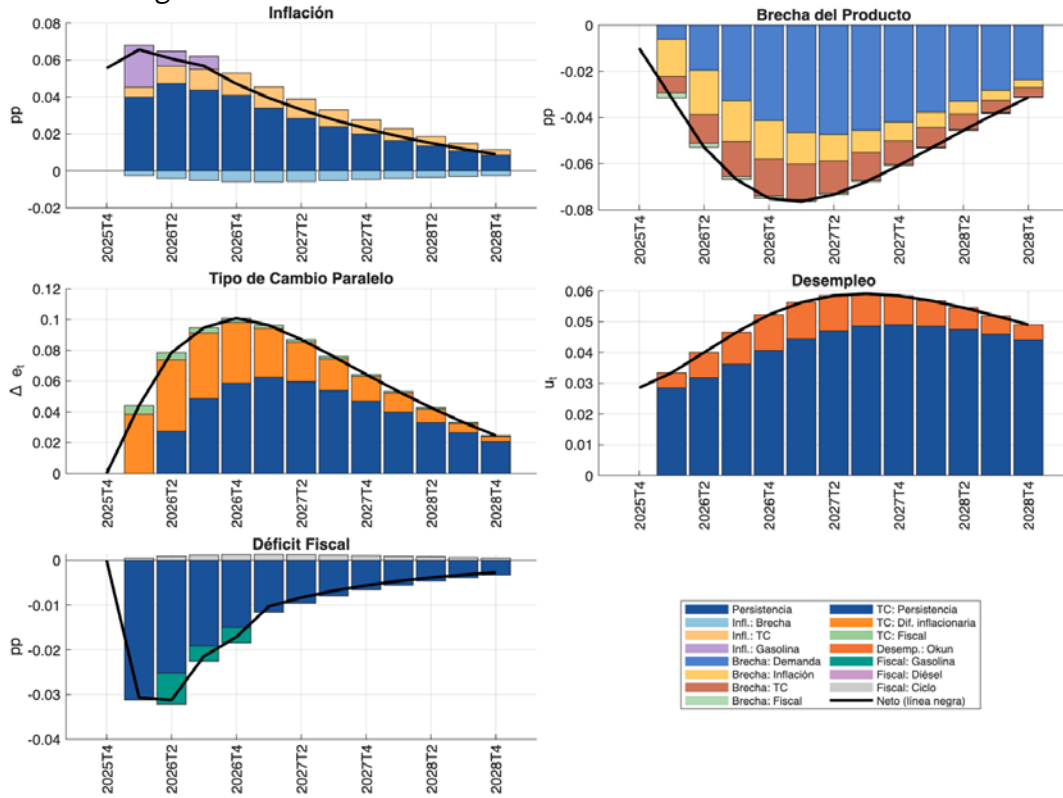 Inflación
0.08
0.06
0.04
0.02
0
-0.02
pp
2025T4
2026T2
2026T4
2027T2
2027T4
2028T2
2028T4
Brecha del Producto
0
-0.02
-0.04
-0.06
-0.08
pp
2025T4
2026T2
2026T4
2027T2
2027T4
2028T2
2028T4
Tipo de Cambio Paralelo
0.12
0.1
0.08
0.06
0.04
0.02
0
Δ e_t
2025T4
2026T2
2026T4
2027T2
2027T4
2028T2
2028T4
Desempleo
0.06
0.05
0.04
0.03
0.02
0.01
0
u_t
2025T4
2026T2
2026T4
2027T2
2027T4
2028T2
2028T4
Déficit Fiscal
0
-0.01
-0.02
-0.03
-0.04
pp
2025T4
2026T2
2026T4
2027T2
2027T4
2028T2
2028T4
Persistencia
Infl.: Brecha
Infl.: TC
Infl.: Gasolina
Brecha: Demanda
Brecha: Inflación
Brecha: TC
Brecha: Fiscal
TC: Persistencia
TC: Dif. inflacionaria
TC: Fiscal
Desemp.: Okun
Fiscal: Gasolina
Fiscal: Diésel
Fiscal: Ciclo
Neto (línea negra)